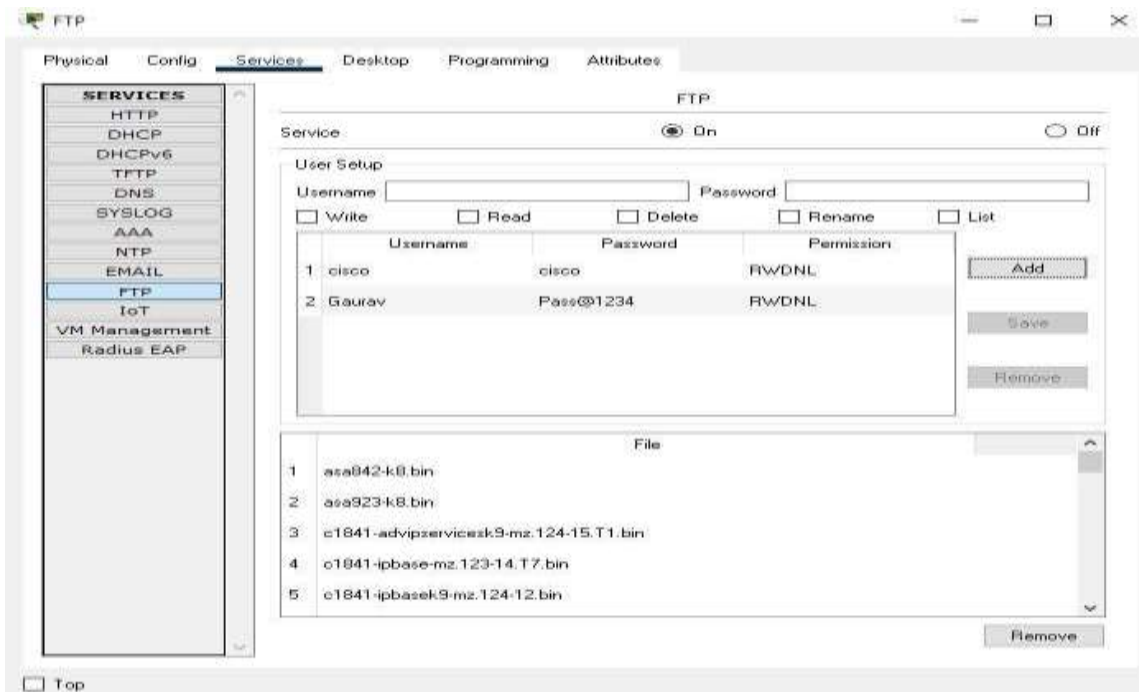 FTP
Physical Config Services Desktop Programming Attributes
SERVICES
HTTP
DHCP
DHCPv6
TFTP
DNS
SYSLOG
AAA
NTP
EMAIL
FTP
IoT
VM Management
Radius EAP
FTP
Service On Off
User Setup
Username Password
Write Read Delete Rename List
Username Password Permission
1 cisco cisco RWDNL
2 Gaurav Pass@1234 RWDNL
Add
Save
Remove
File
1 asa842-k8.bin
2 asa923-k8.bin
3 c1841-advipservicesk9-mz.124-15.T1.bin
4 c1841-ipbase-mz.123-14.T7.bin
5 c1841-ipbasek9-mz.124-12.bin
Remove
Top